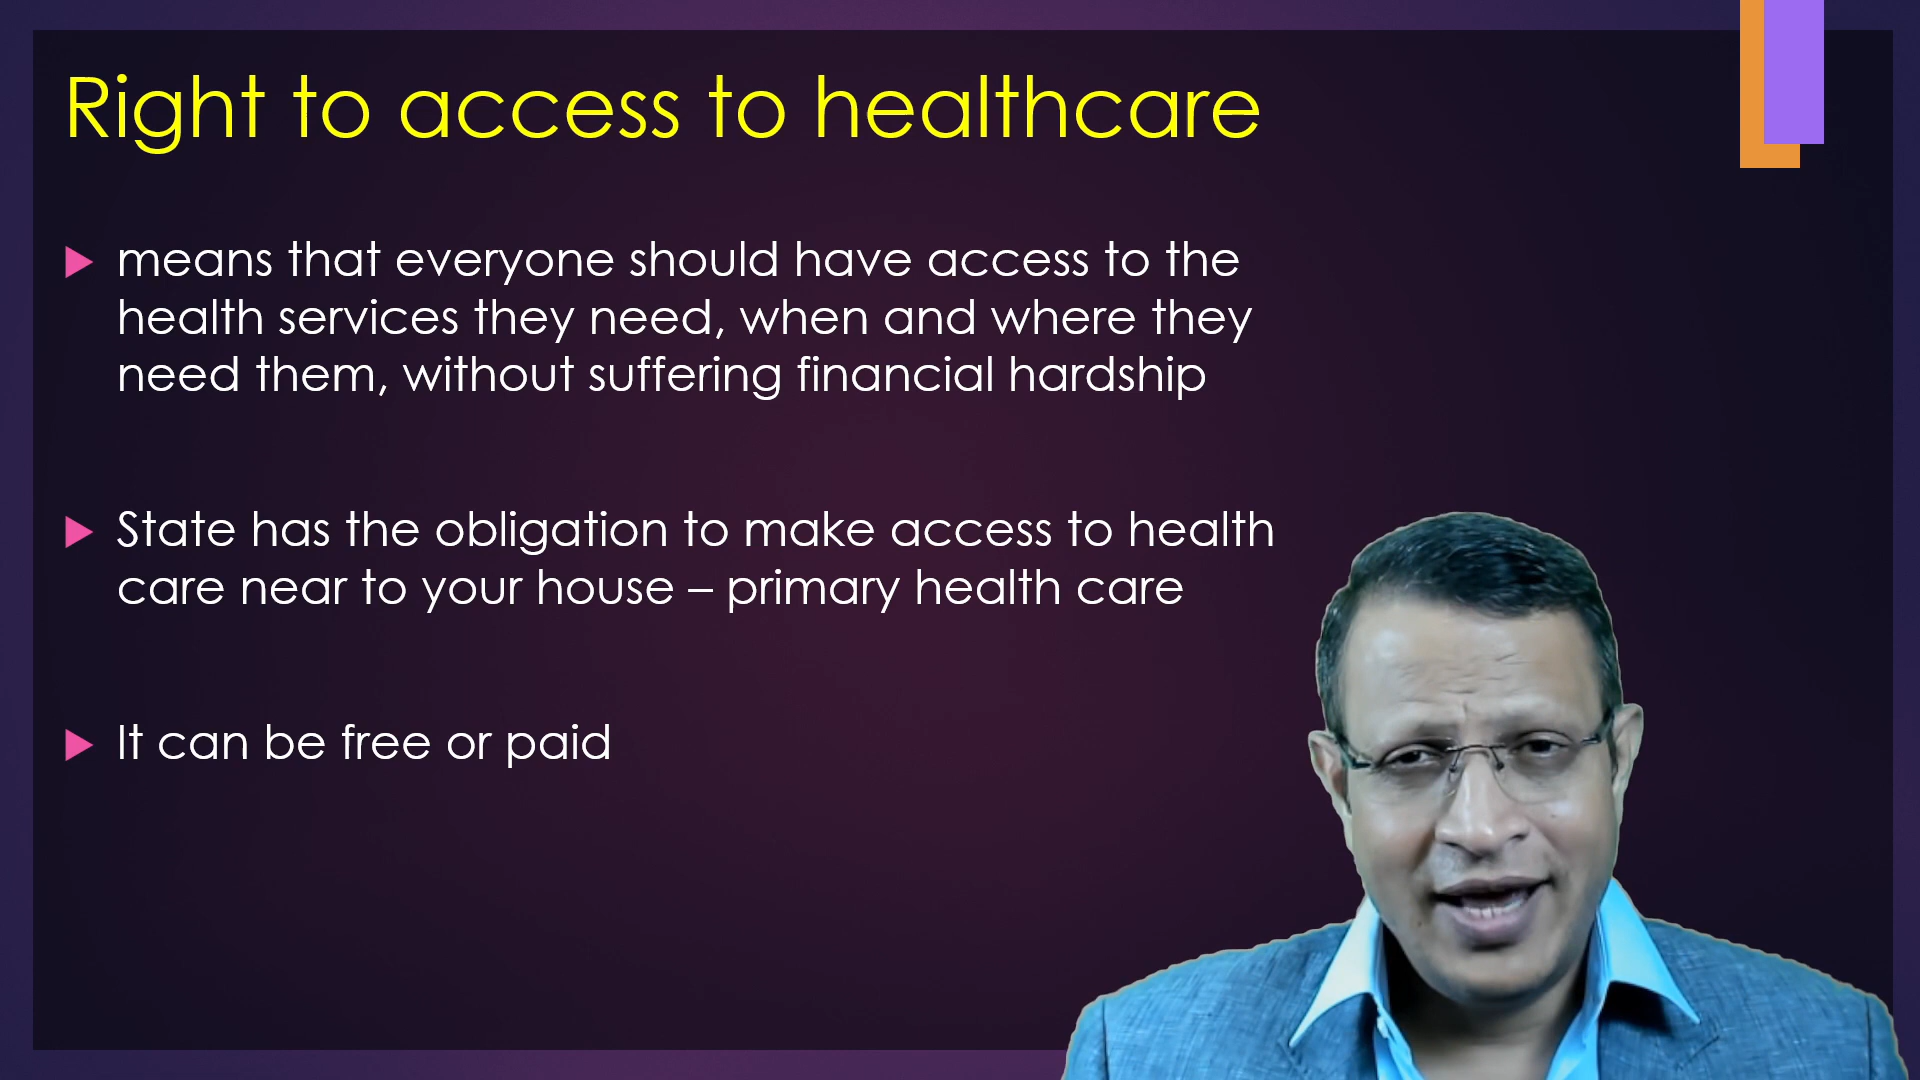 Right to access to healthcare
means that everyone should have access to the
health services they need, when and where they
need them, without suffering financial hardship
State has the obligation to make access to health
care near to your house – primary health care
It can be free or paid